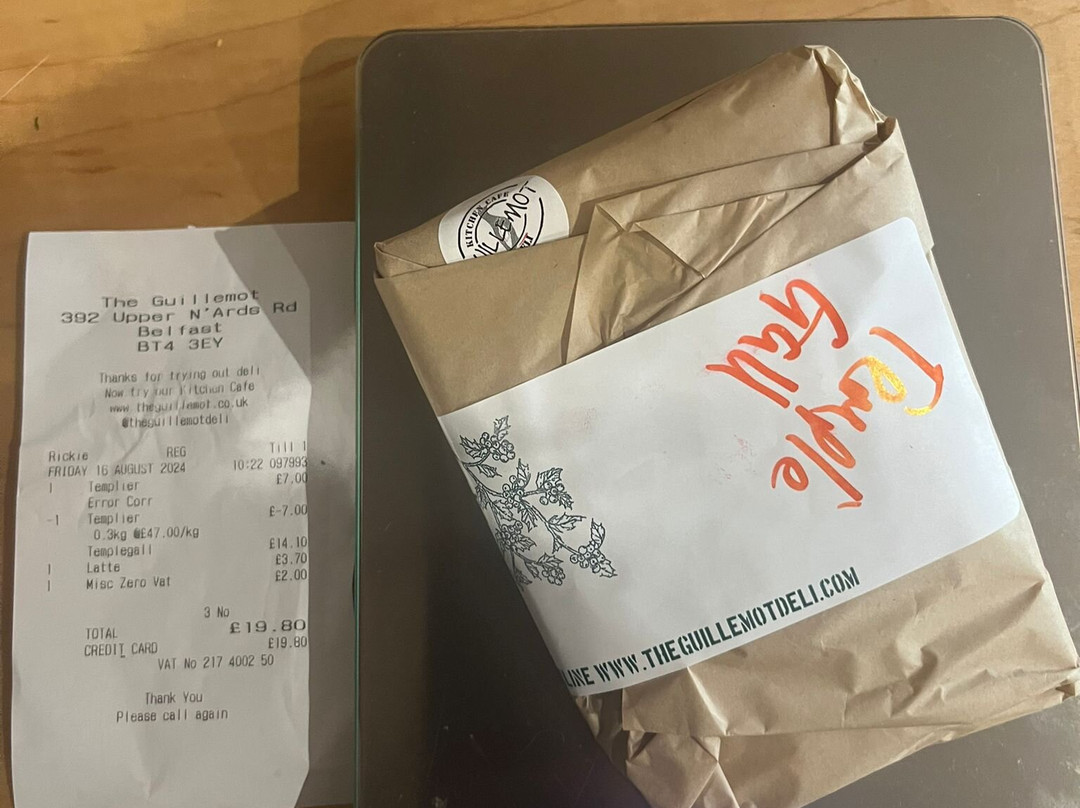 The Guillemot
392 Upper N'Ards Rd
Belfast
BT4 3EY
Thanks for trying out deli
Now try our Kitchen Cafe
www theguillemot.co.uk
@theguillemotdeli
Rickie REG Till 1
FRIDAY 16 AUGUST 2024 10:22 097993
1 Templier £7.00
Error Corr
-1 Templier £-7.00
0.3kg @£47.00/kg
Templegall £14.10
1 Latte £3.70
1 Misc Zero Vat £2.00
3 No
TOTAL £19.80
CREDIT CARD £19.80
VAT No 217 4002 50
Thank You
Please call again
KITCHEN CAFE
GUILLEMOT
Temple
Gall
LINE WWW.THEGUILLEMOTDELI.COM